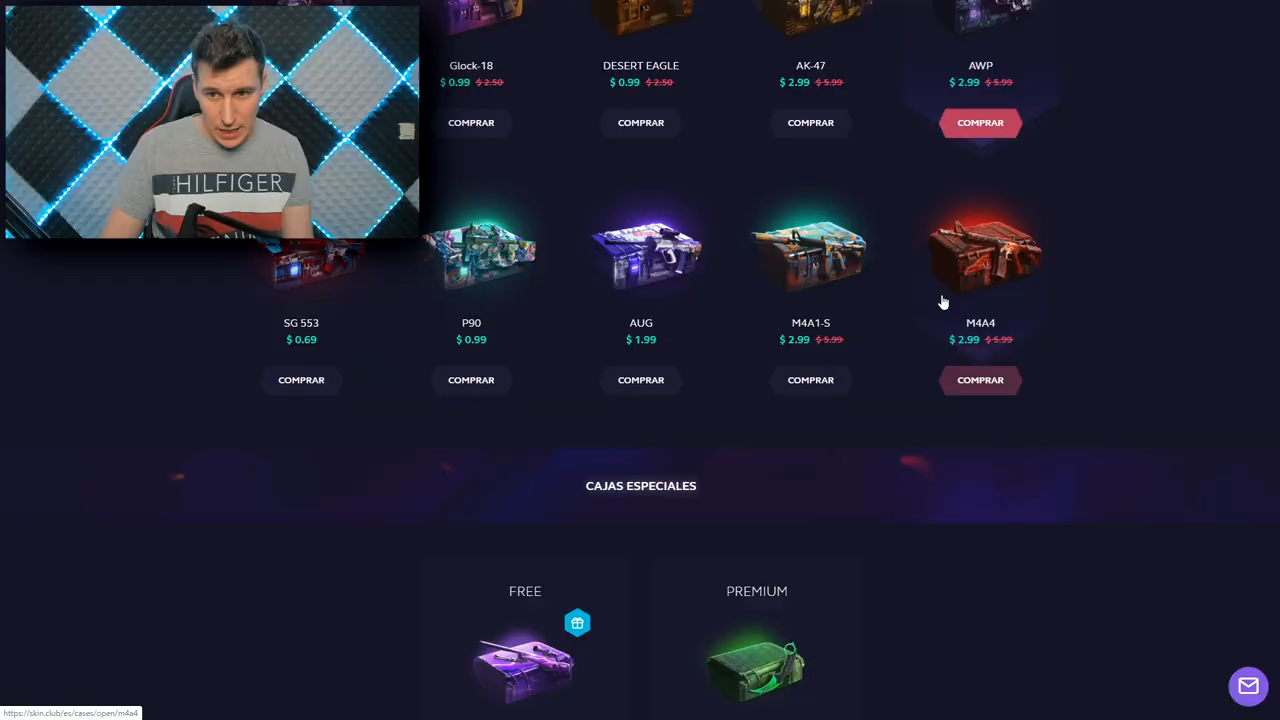 Glock-18
DESERT EAGLE
AK-47
AWP
$ 0.99 $ 2.50
$ 0.99 $ 2.50
$ 2.99 $ 5.99
$ 2.99 $ 5.99
COMPRAR
COMPRAR
COMPRAR
COMPRAR
HILFIGER
SG 553
P90
AUG
M4A1-S
M4A4
$ 0.69
$ 0.99
$ 1.99
$ 2.99 $ 5.99
$ 2.99 $ 5.99
COMPRAR
COMPRAR
COMPRAR
COMPRAR
COMPRAR
CAJAS ESPECIALES
FREE
PREMIUM
https://skin.club/es/cases/open/m4a4